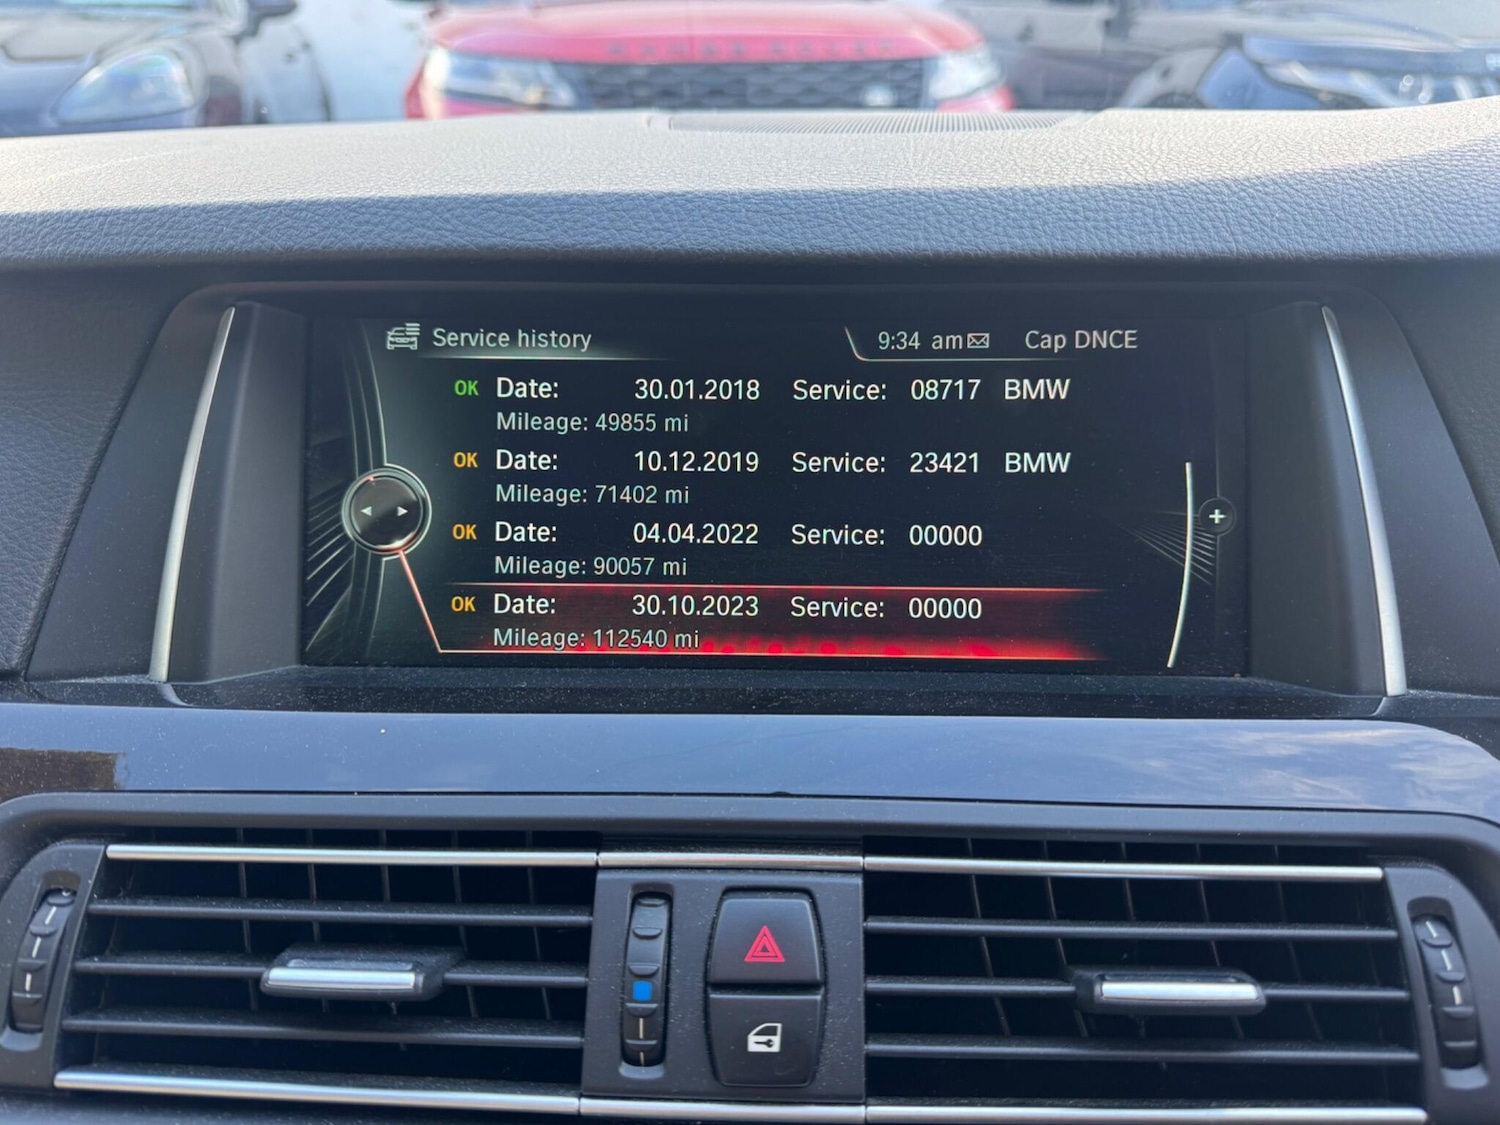 RANGE ROVER
Service history 9:34 am Cap DNCE
OK Date: 30.01.2018 Service: 08717 BMW
Mileage: 49855 mi
OK Date: 10.12.2019 Service: 23421 BMW
Mileage: 71402 mi
OK Date: 04.04.2022 Service: 00000
Mileage: 90057 mi
OK Date: 30.10.2023 Service: 00000
Mileage: 112540 mi